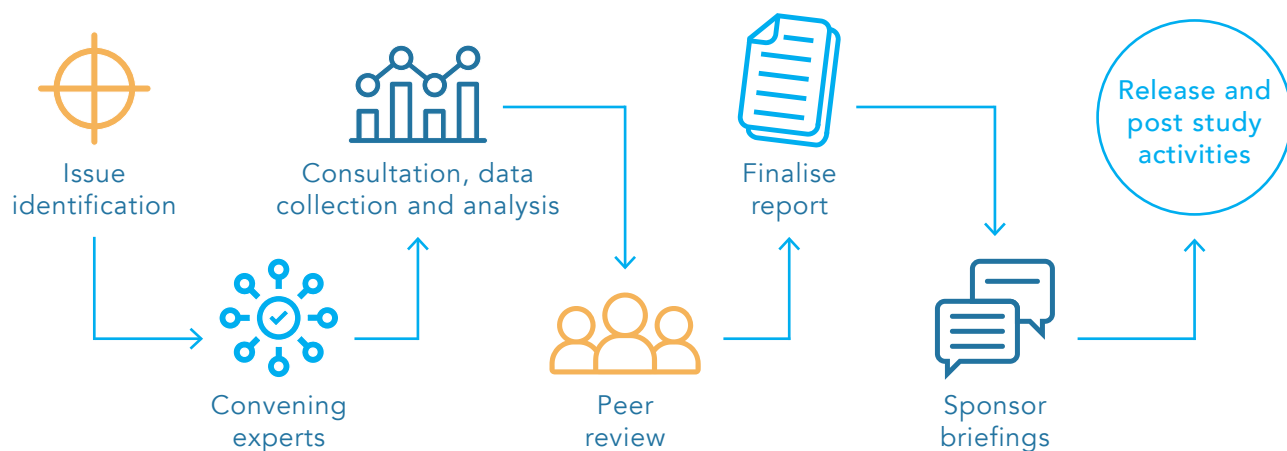 Issue
identification
Convening
experts
Consultation, data
collection and analysis
Peer
review
Finalise
report
Sponsor
briefings
Release and
post study
activities